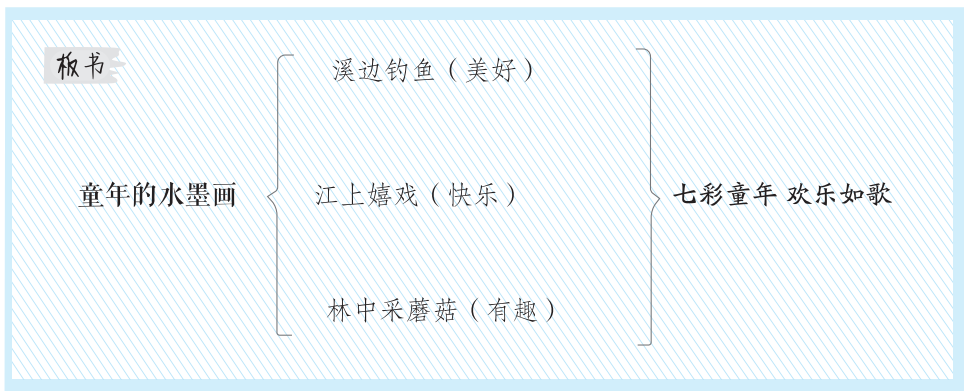 板书
溪边钓鱼（美好）
童年的水墨画
江上嬉戏（快乐）
七彩童年 欢乐如歌
林中采蘑菇（有趣）